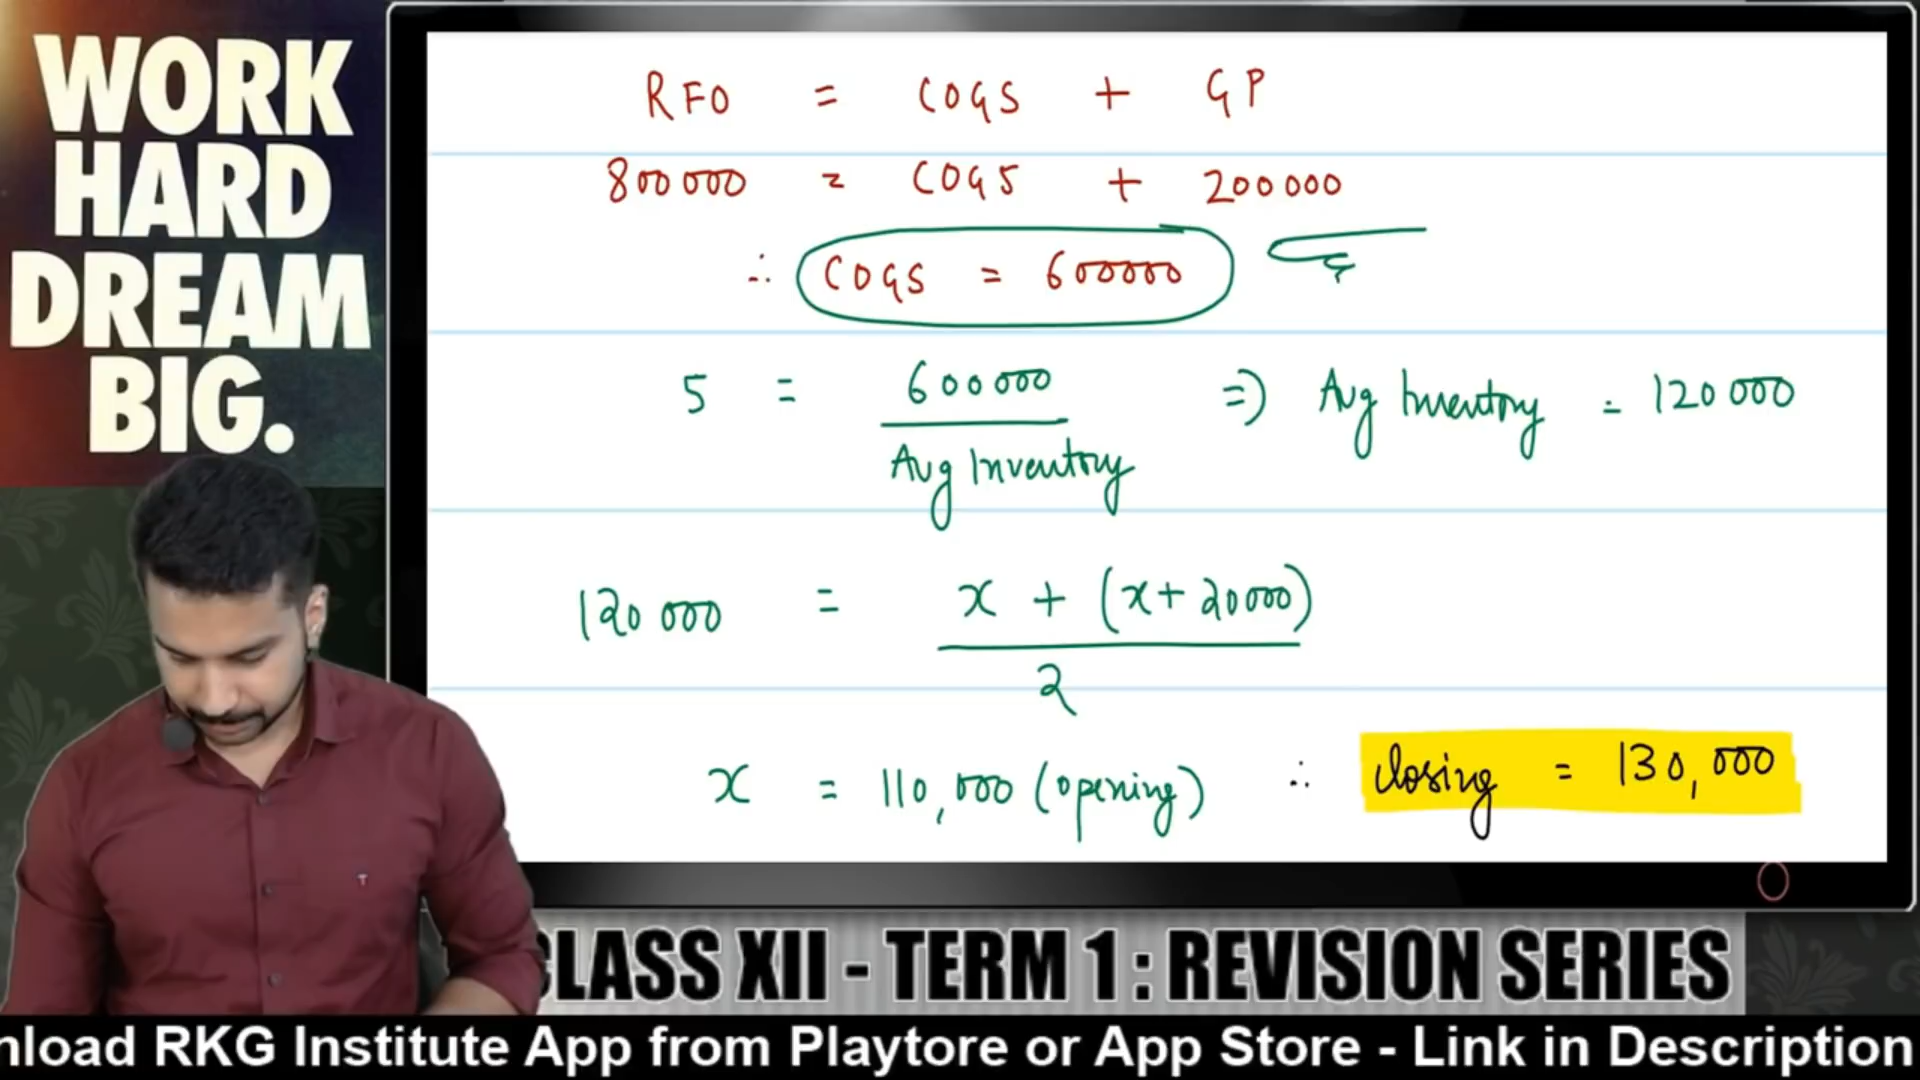 WORK
HARD
DREAM
BIG.
RFO = COGS + GP
800000 = COGS + 200000
∴ COGS = 600000
5 = 600000 / Avg Inventory => Avg Inventory = 120000
120000 = x + (x + 20000) / 2
x = 110,000 (opening) ∴ closing = 130,000
CLASS XII - TERM 1 : REVISION SERIES
nload RKG Institute App from Playtore or App Store - Link in Description